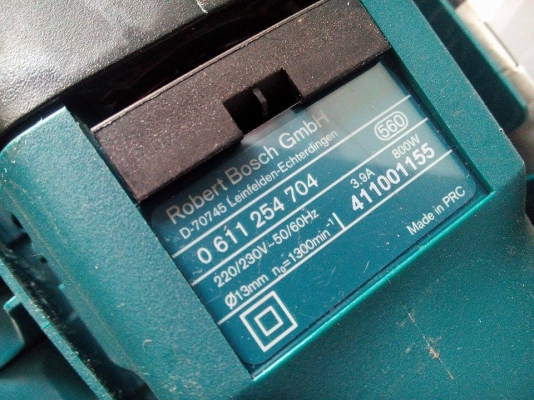 Robert Bosch GmbH
D-70745 Leinfelden-Echterdingen
0 611 254 704 (560)
220/230V~50/60Hz 3.9A 800W
Ø13mm n₀=1300min⁻¹ 411001155
Made in PRC